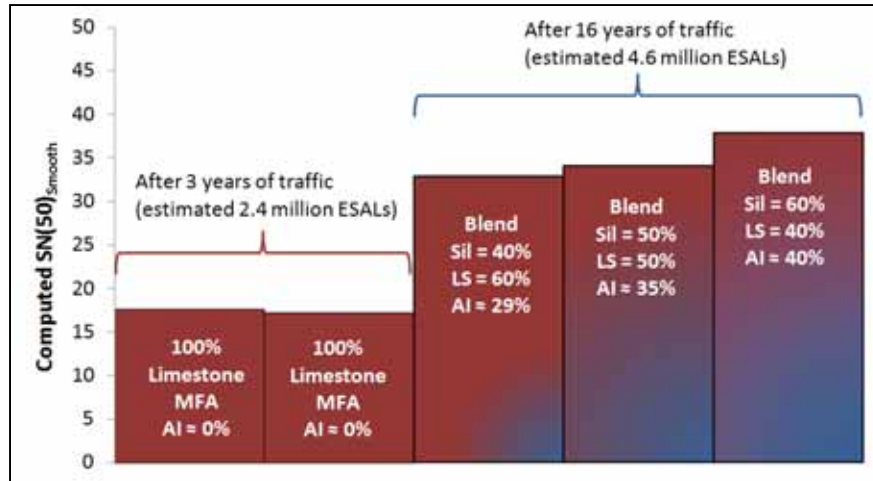 50
45
40
35
30
25
20
15
10
5
0
Computed SN(50)Smooth
After 3 years of traffic
(estimated 2.4 million ESALs)
After 16 years of traffic
(estimated 4.6 million ESALs)
100%
Limestone
MFA
AI ≈ 0%
100%
Limestone
MFA
AI ≈ 0%
Blend
Sil = 40%
LS = 60%
AI ≈ 29%
Blend
Sil = 50%
LS = 50%
AI ≈ 35%
Blend
Sil = 60%
LS = 40%
AI ≈ 40%